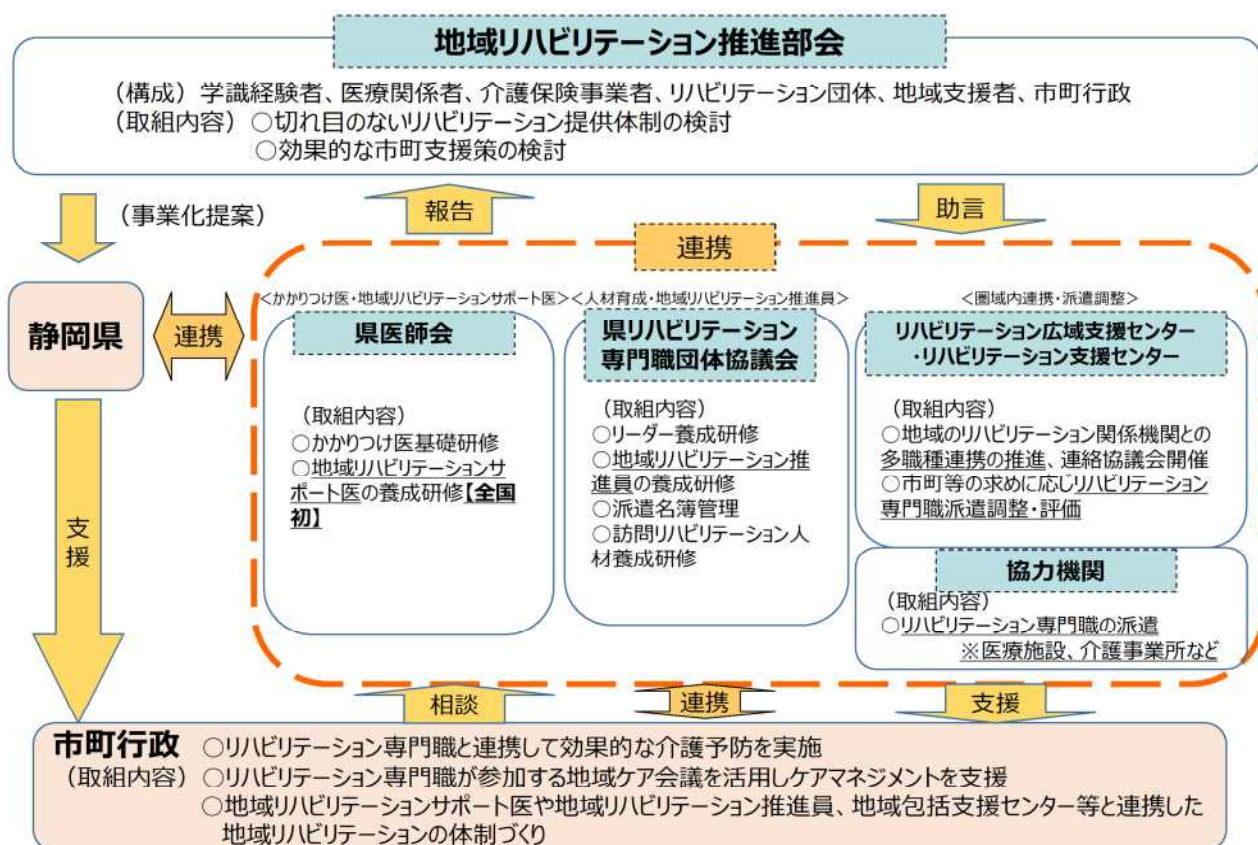 地域リハビリテーション推進部会
（構成）学識経験者、医療関係者、介護保険事業者、リハビリテーション団体、地域支援者、市町行政
（取組内容）○切れ目のないリハビリテーション提供体制の検討
○効果的な市町支援策の検討
（事業化提案）
報告
助言
連携
静岡県
連携
＜かかりつけ医・地域リハビリテーションサポート医＞
県医師会
（取組内容）
○かかりつけ医基礎研修
○地域リハビリテーションサ
ポート医の養成研修【全国
初】
＜人材育成・地域リハビリテーション推進員＞
県リハビリテーション
専門職団体協議会
（取組内容）
○リーダー養成研修
○地域リハビリテーション推
進員の養成研修
○派遣名簿管理
○訪問リハビリテーション人
材養成研修
＜圏域内連携・派遣調整＞
リハビリテーション広域支援センター
・リハビリテーション支援センター
（取組内容）
○地域のリハビリテーション関係機関との
多職種連携の推進、連絡協議会開催
○市町等の求めに応じリハビリテーション
専門職派遣調整・評価
協力機関
（取組内容）
○リハビリテーション専門職の派遣
※医療施設、介護事業所など
支援
相談
連携
支援
市町行政 ○リハビリテーション専門職と連携して効果的な介護予防を実施
（取組内容）○リハビリテーション専門職が参加する地域ケア会議を活用しケアマネジメントを支援
○地域リハビリテーションサポート医や地域リハビリテーション推進員、地域包括支援センター等と連携した
地域リハビリテーションの体制づくり